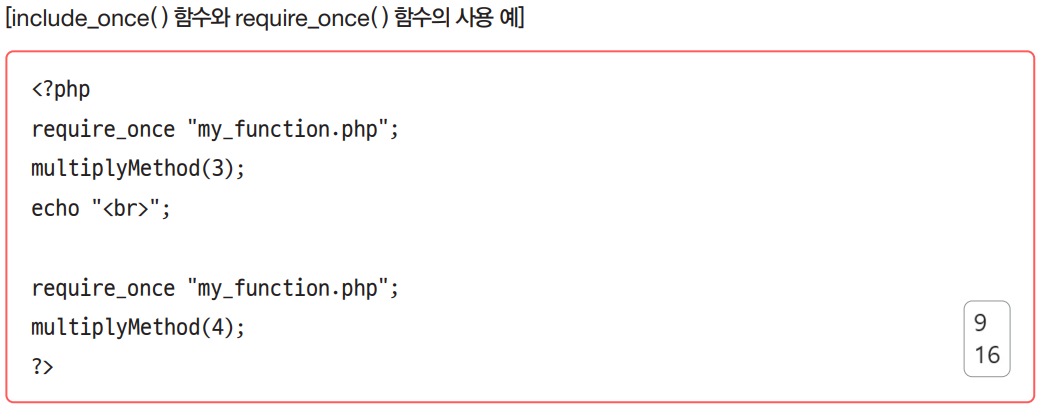 [include_once( ) 함수와 require_once( ) 함수의 사용 예]
<?php
require_once "my_function.php";
multiplyMethod(3);
echo "<br>";
require_once "my_function.php";
multiplyMethod(4);
?>
9
16